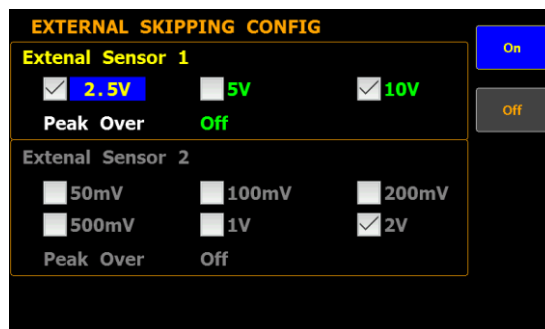 EXTERNAL SKIPPING CONFIG
Extenal Sensor 1
2.5V 5V 10V
Peak Over Off
Extenal Sensor 2
50mV 100mV 200mV
500mV 1V 2V
Peak Over Off
On
Off